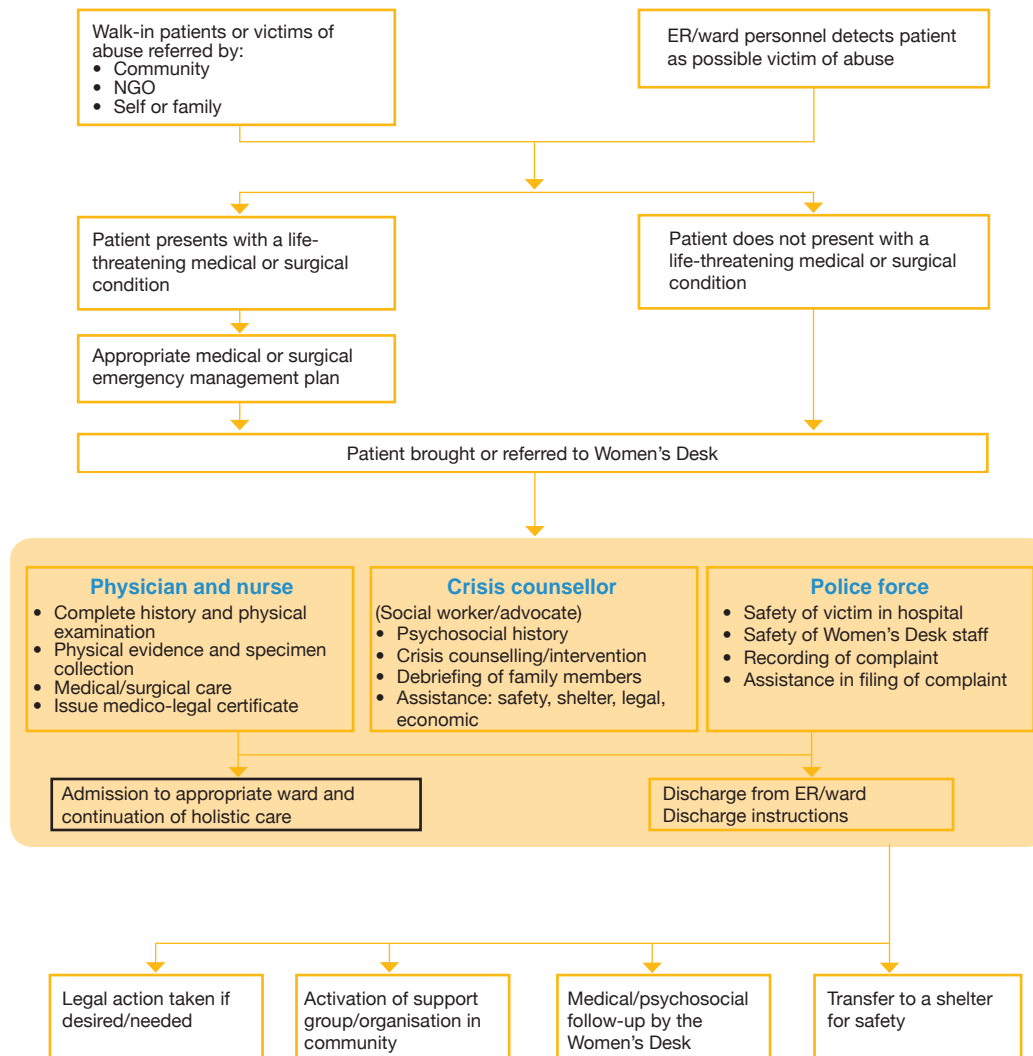 Walk-in patients or victims of
abuse referred by:
• Community
• NGO
• Self or family
ER/ward personnel detects patient
as possible victim of abuse
Patient presents with a life-
threatening medical or surgical
condition
Patient does not present with a
life-threatening medical or surgical
condition
Appropriate medical or surgical
emergency management plan
Patient brought or referred to Women’s Desk
Physician and nurse
• Complete history and physical
examination
• Physical evidence and specimen
collection
• Medical/surgical care
• Issue medico-legal certificate
Crisis counsellor
(Social worker/advocate)
• Psychosocial history
• Crisis counselling/intervention
• Debriefing of family members
• Assistance: safety, shelter, legal,
economic
Police force
• Safety of victim in hospital
• Safety of Women’s Desk staff
• Recording of complaint
• Assistance in filing of complaint
Admission to appropriate ward and
continuation of holistic care
Discharge from ER/ward
Discharge instructions
Legal action taken if
desired/needed
Activation of support
group/organisation in
community
Medical/psychosocial
follow-up by the
Women’s Desk
Transfer to a shelter
for safety